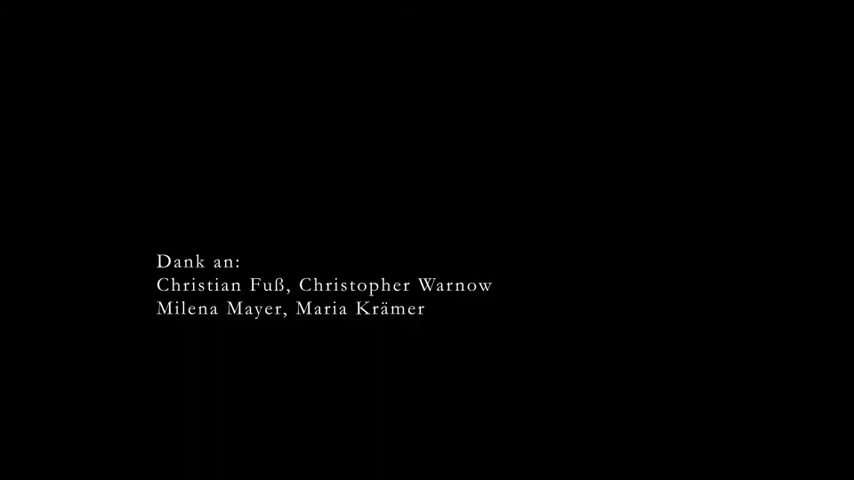 Dank an:
Christian Fuß, Christopher Warnow
Milena Mayer, Maria Krämer